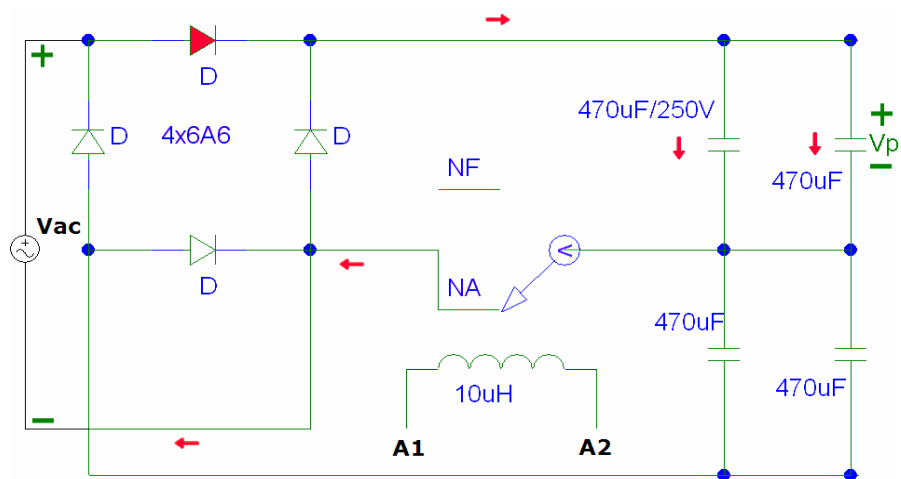 +
D
4x6A6
D
D
D
470uF/250V
+
Vp
−
470uF
NF
Vac
+
V
NA
470uF
470uF
10uH
−
A1
A2